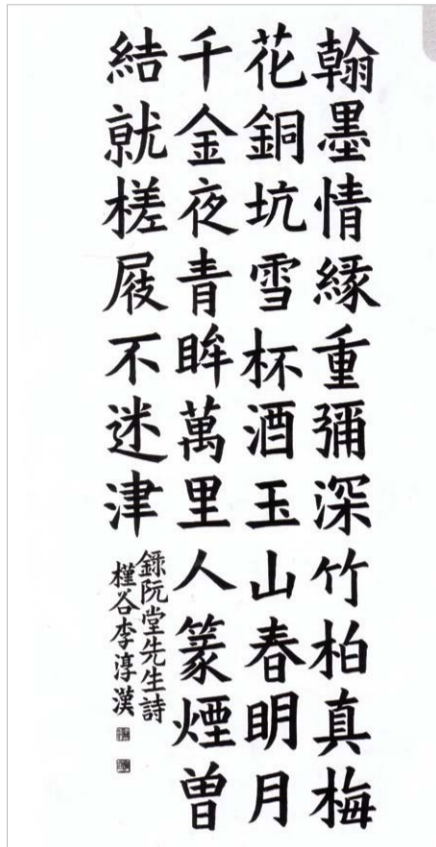 翰墨情緣重彌深竹柏真梅
花銅坑雪杯酒玉山春明月
千金夜青眸萬里人篆煙曾
結就槎屐不迷津
錄阮堂先生詩
槿谷李淳漢